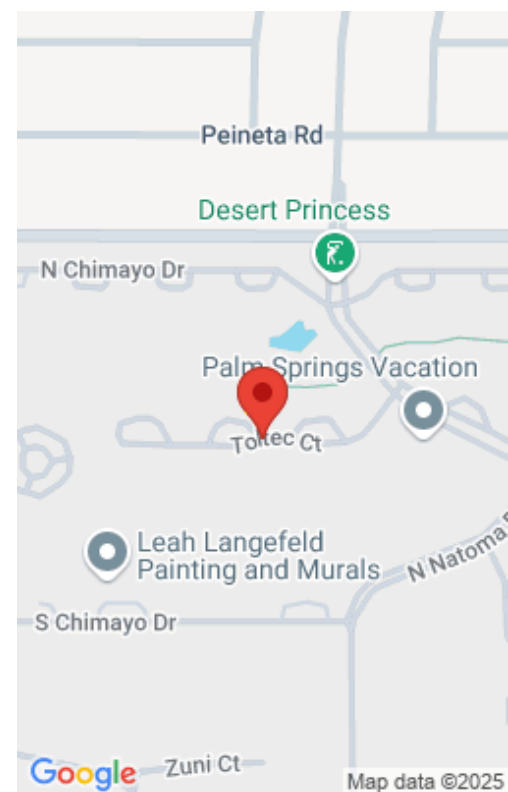 Peineta Rd
Desert Princess
N Chimayo Dr
Palm Springs Vacation
Toltec Ct
Leah Langefeld
Painting and Murals
N Natoma
S Chimayo Dr
Zuni Ct
Google
Map data ©2025